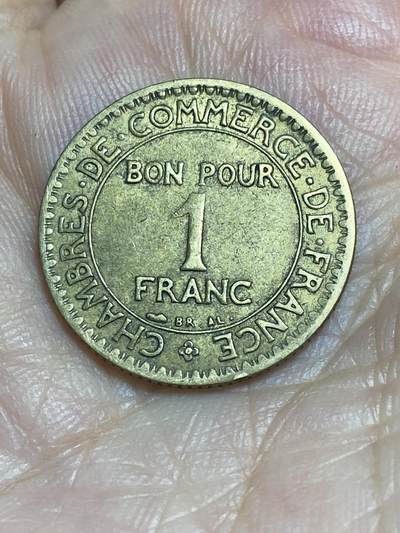 CHAMBRES·DE·COMMERCE·DE·FRANCE
BON POUR
1
FRANC
BR. AL.